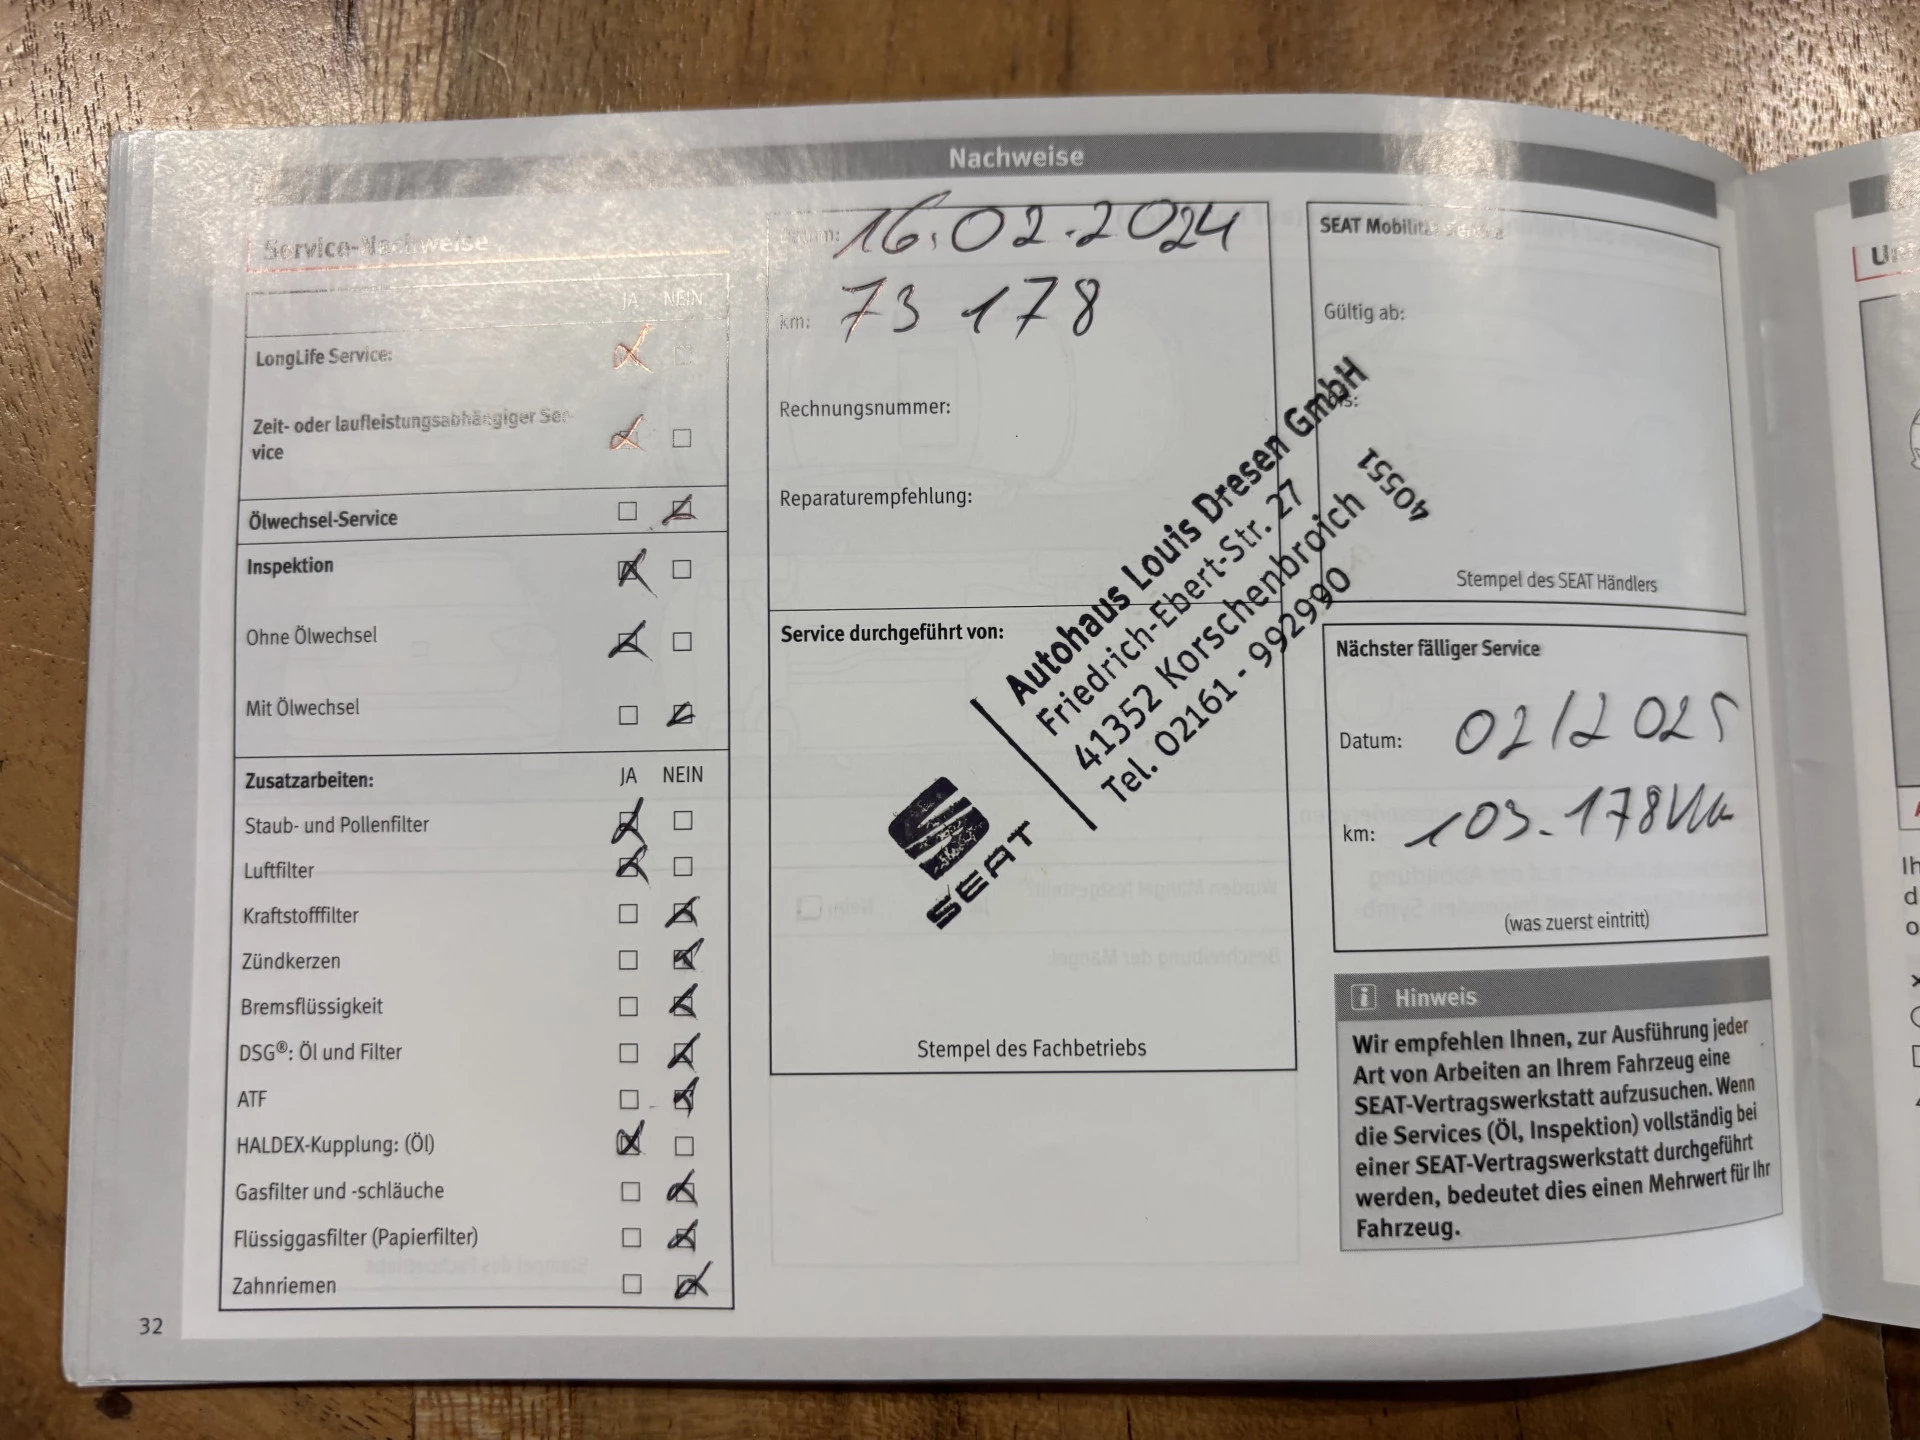 Nachweise
Service-Nachweise
JA NEIN
LongLife Service:
Zeit- oder laufleistungsabhängiger Ser-
vice
Ölwechsel-Service
Inspektion
Ohne Ölwechsel
Mit Ölwechsel
Zusatzarbeiten: JA NEIN
Staub- und Pollenfilter
Luftfilter
Kraftstofffilter
Zündkerzen
Bremsflüssigkeit
DSG®: Öl und Filter
ATF
HALDEX-Kupplung: (Öl)
Gasfilter und -schläuche
Flüssiggasfilter (Papierfilter)
Zahnriemen
32
Datum: 16.02.2024
km: 73 178
Rechnungsnummer:
Reparaturempfehlung:
Service durchgeführt von:
Autohaus Louis Dresen GmbH
Friedrich-Ebert-Str. 27
41352 Korschenbroich 40551
Tel. 02161 - 992990
SEAT
Stempel des Fachbetriebs
SEAT Mobilitäts-Service
Gültig ab:
bis:
Stempel des SEAT Händlers
Nächster fälliger Service
Datum: 02/2025
km: 103.178 km
(was zuerst eintritt)
i Hinweis
Wir empfehlen Ihnen, zur Ausführung jeder
Art von Arbeiten an Ihrem Fahrzeug eine
SEAT-Vertragswerkstatt aufzusuchen. Wenn
die Services (Öl, Inspektion) vollständig bei
einer SEAT-Vertragswerkstatt durchgeführt
werden, bedeutet dies einen Mehrwert für Ihr
Fahrzeug.